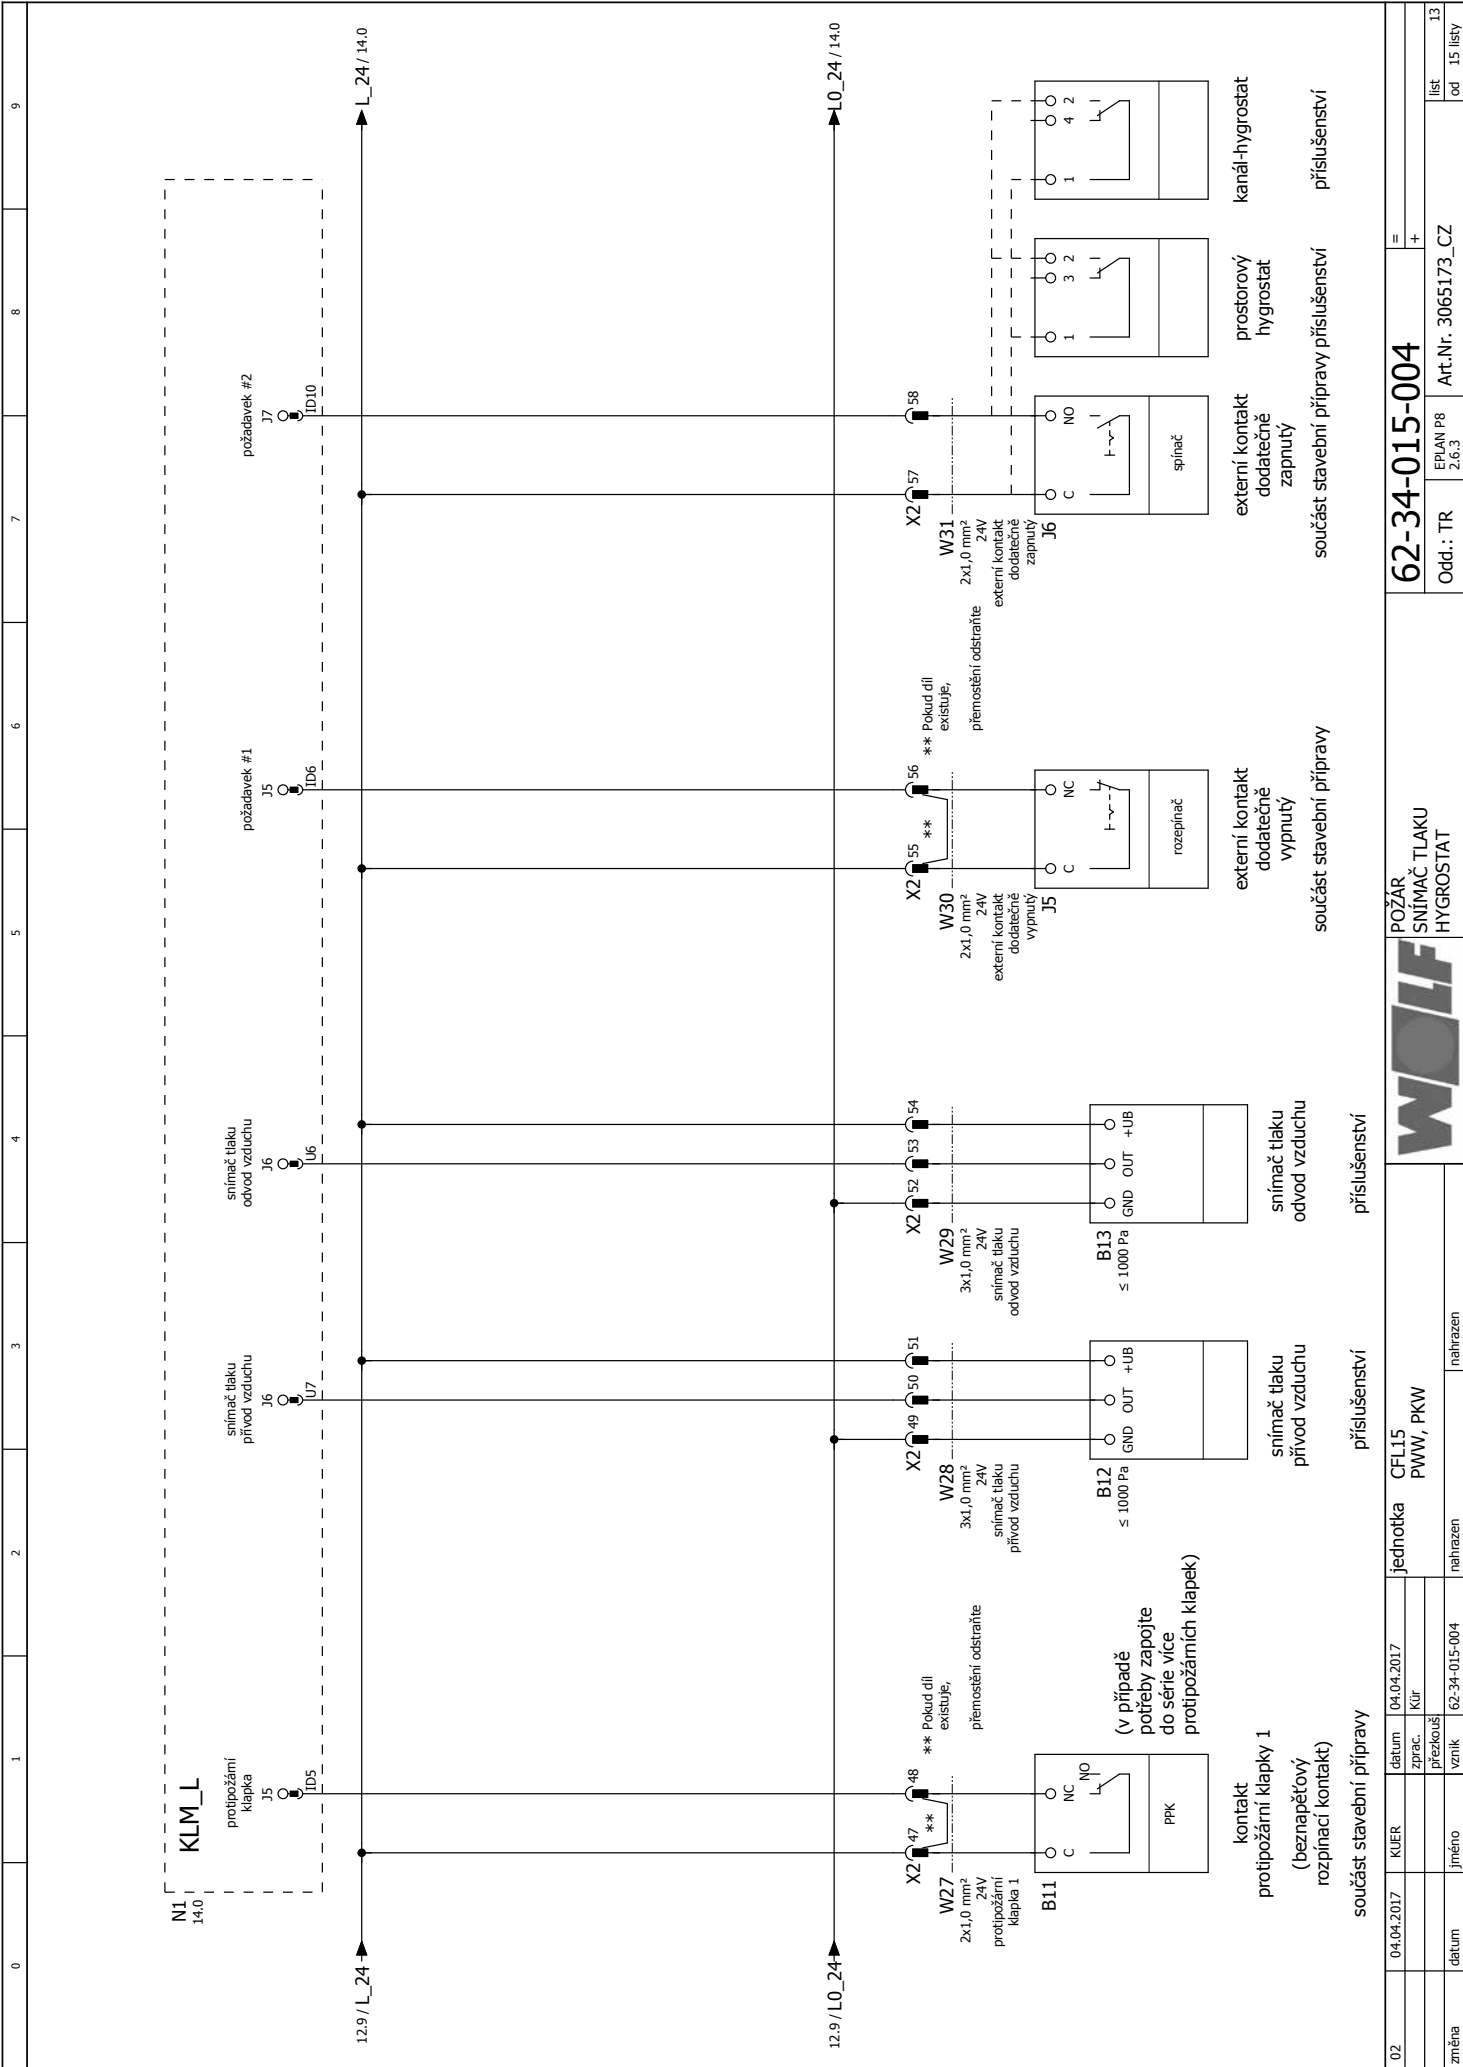 0
1
2
3
4
5
6
7
8
9
N1
14.0
KLM_L
protipožární
klapka
J5
ID5
snímač tlaku
přívod vzduchu
J6
U7
snímač tlaku
odvod vzduchu
J6
U6
požadavek #1
J5
ID6
požadavek #2
J7
ID10
12.9 / L_24
L_24 / 14.0
12.9 / L0_24
L0_24 / 14.0
X2
47
48
**
** Pokud díl
existuje,
přemostění odstraňte
W27
2x1,0 mm²
24V
protipožární
klapka 1
B11
C
NC
NO
PPK
(v případě
potřeby zapojte
do série více
protipožárních klapek)
kontakt
protipožární klapky 1
(beznapěťový
rozpínací kontakt)
součást stavební přípravy
X2
49
50
51
W28
3x1,0 mm²
24V
snímač tlaku
přívod vzduchu
B12
≤ 1000 Pa
GND
OUT
+UB
snímač tlaku
přívod vzduchu
příslušenství
X2
52
53
54
W29
3x1,0 mm²
24V
snímač tlaku
odvod vzduchu
B13
≤ 1000 Pa
GND
OUT
+UB
snímač tlaku
odvod vzduchu
příslušenství
X2
55
56
**
** Pokud díl
existuje,
přemostění odstraňte
W30
2x1,0 mm²
24V
externí kontakt
dodatečně
vypnutý
J5
C
NC
rozepínač
externí kontakt
dodatečně
vypnutý
součást stavební přípravy
X2
57
58
W31
2x1,0 mm²
24V
externí kontakt
dodatečně
zapnutý
J6
C
NO
spínač
externí kontakt
dodatečně
zapnutý
součást stavební přípravy
1
3
2
prostorový
hygrostat
příslušenství
1
4
2
kanál-hygrostat
příslušenství
02
04.04.2017
KUER
změna
datum
jméno
datum
04.04.2017
zprac.
Kür
přezkouš.
vznik
62-34-015-004
jednotka
CFL15
PWW, PKW
nahrazen
nahrazen
WOLF
POŽÁR
SNÍMAČ TLAKU
HYGROSTAT
62-34-015-004
Odd.: TR
EPLAN P8
2.6.3
Art.Nr. 3065173_CZ
=
+
list
13
od
15 listy